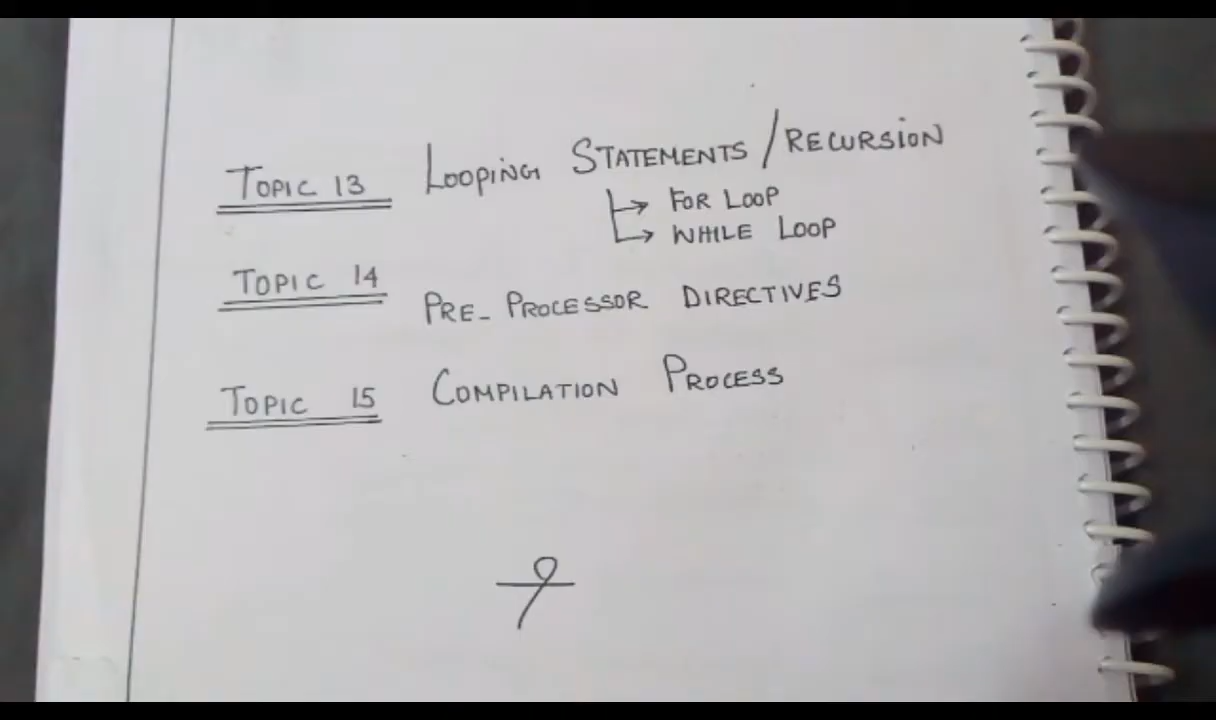 TOPIC 13 LOOPING STATEMENTS / RECURSION
FOR LOOP
WHILE LOOP
TOPIC 14 PRE-PROCESSOR DIRECTIVES
TOPIC 15 COMPILATION PROCESS